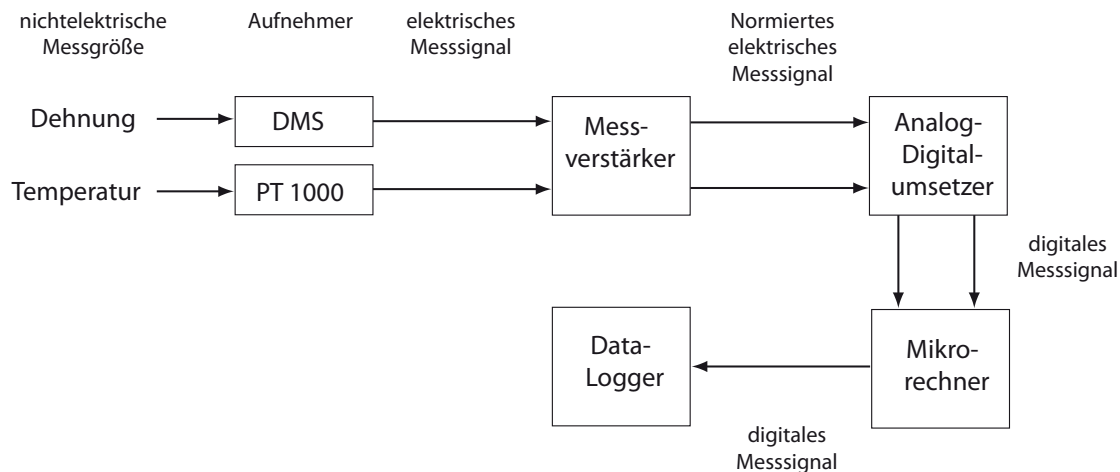 nichtelektrische
Messgröße
Aufnehmer
elektrisches
Messsignal
Normiertes
elektrisches
Messsignal
Dehnung
DMS
Mess-
verstärker
Analog-
Digital-
umsetzer
Temperatur
PT 1000
digitales
Messsignal
Data-
Logger
Mikro-
rechner
digitales
Messsignal